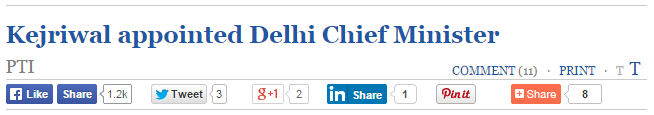 Kejriwal appointed Delhi Chief Minister
PTI
COMMENT (11) · PRINT · T T
f Like Share 1.2k Tweet 3 g+1 2 in Share 1 Pin it + Share 8